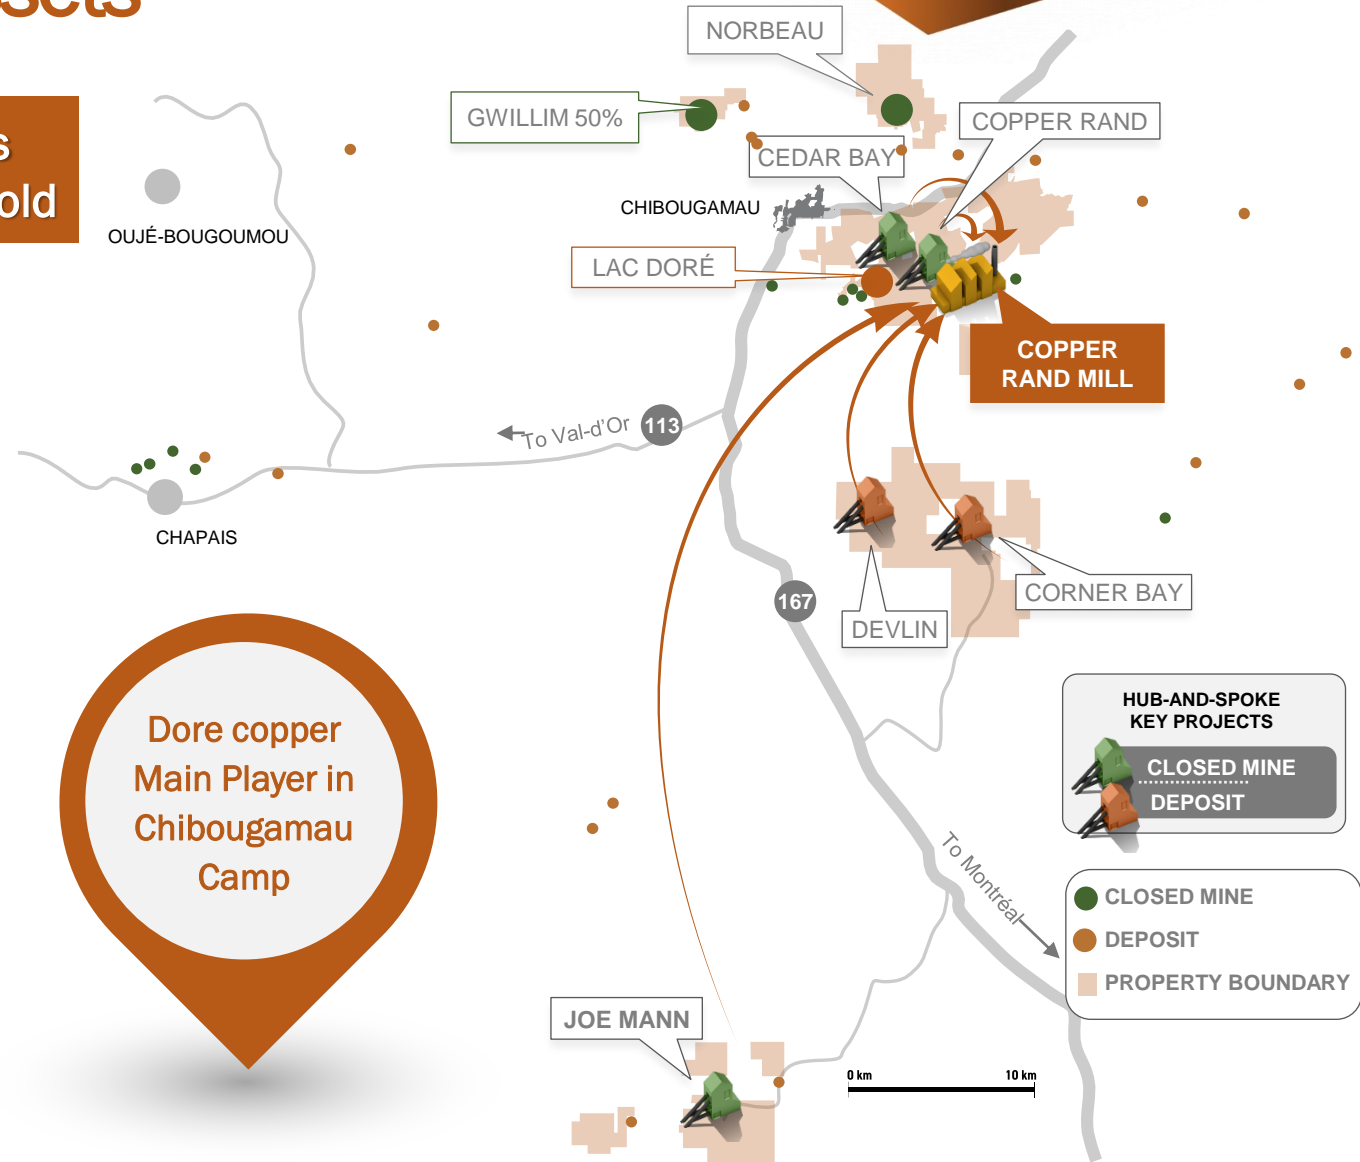 NORBEAU
GWILLIM 50%
COPPER RAND
CEDAR BAY
old
CHIBOUGAMAU
OUJÉ-BOUGOUMOU
LAC DORÉ
COPPER
RAND MILL
To Val-d'Or
113
CHAPAIS
167
CORNER BAY
DEVLIN
Dore copper
Main Player in
Chibougamau
Camp
HUB-AND-SPOKE
KEY PROJECTS
CLOSED MINE
DEPOSIT
To Montréal
CLOSED MINE
DEPOSIT
PROPERTY BOUNDARY
JOE MANN
0 km
10 km